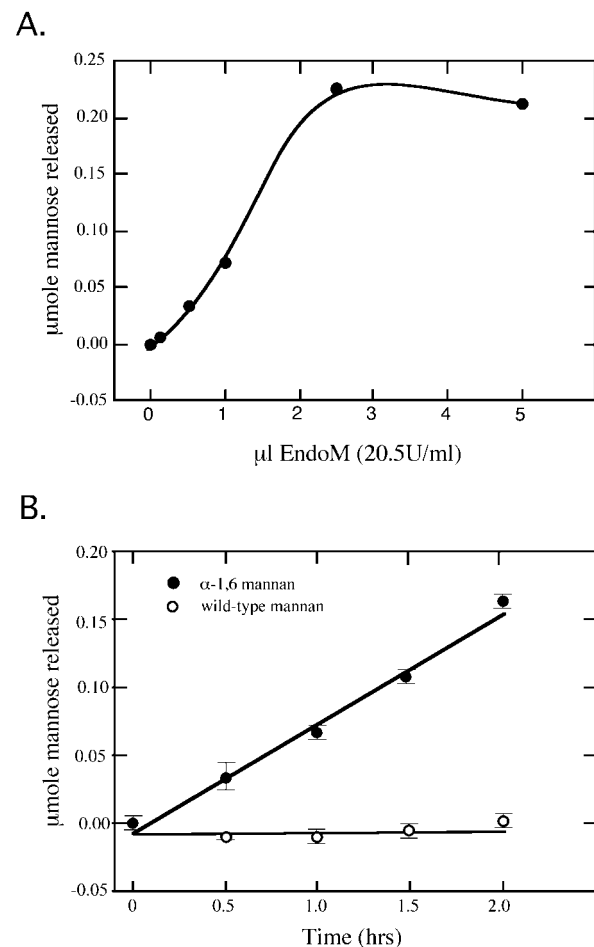 A.
0.25
0.20
0.15
0.10
0.05
0.00
-0.05
µmole mannose released
0 1 2 3 4 5
µl EndoM (20.5U/ml)
B.
0.20
0.15
0.10
0.05
0.00
-0.05
µmole mannose released
α-1,6 mannan
wild-type mannan
0 0.5 1.0 1.5 2.0
Time (hrs)